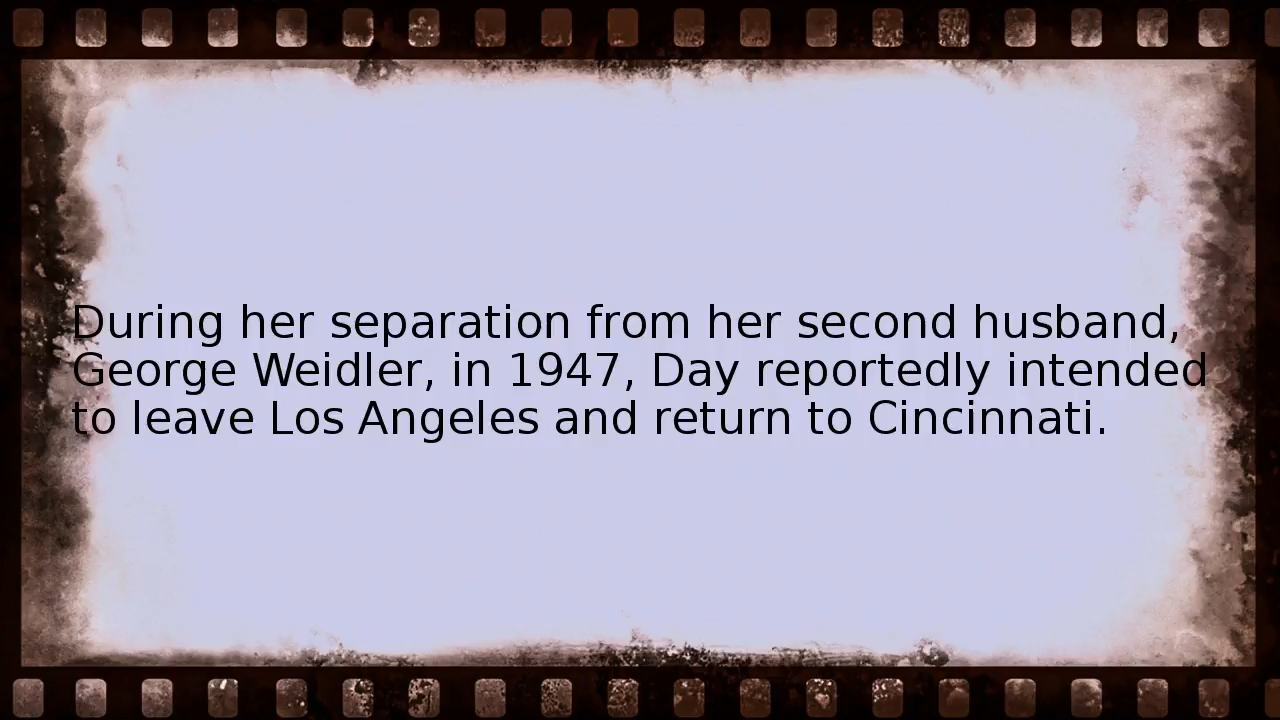 During her separation from her second husband,
George Weidler, in 1947, Day reportedly intended
to leave Los Angeles and return to Cincinnati.